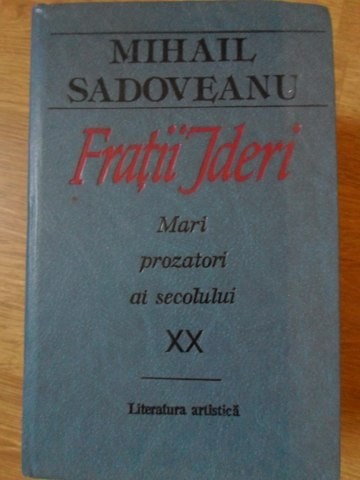 MIHAIL
SADOVEANU
Frații Jderi
Mari
prozatori
ai secolului
XX
Literatura artistică